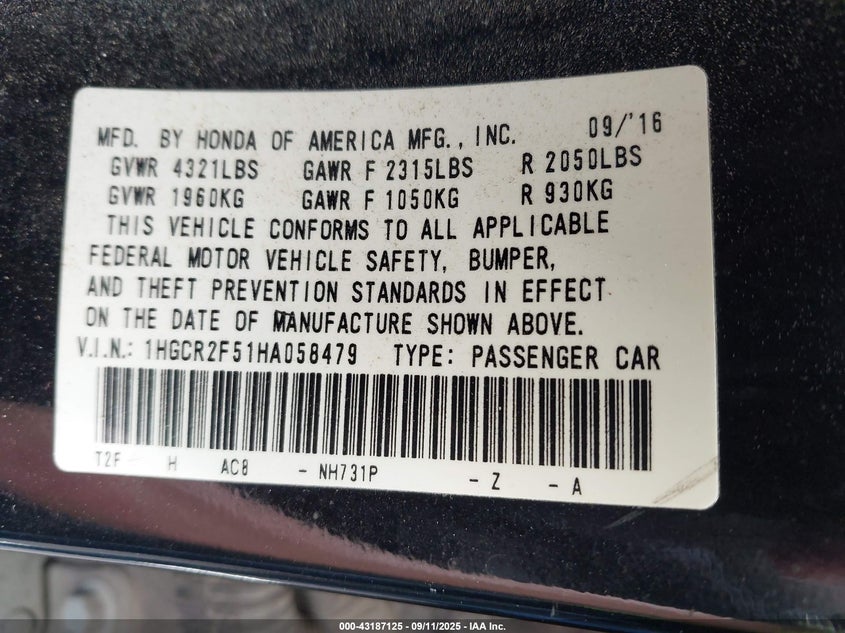 MFD. BY HONDA OF AMERICA MFG., INC. 09/'16
GVWR 4321LBS GAWR F 2315LBS R 2050LBS
GVWR 1960KG GAWR F 1050KG R 930KG
THIS VEHICLE CONFORMS TO ALL APPLICABLE
FEDERAL MOTOR VEHICLE SAFETY, BUMPER,
AND THEFT PREVENTION STANDARDS IN EFFECT
ON THE DATE OF MANUFACTURE SHOWN ABOVE.
V.I.N.: 1HGCR2F51HA058479 TYPE: PASSENGER CAR
T2F H AC8 - NH731P - Z - A
000-43187125 - 09/11/2025 - IAA Inc.